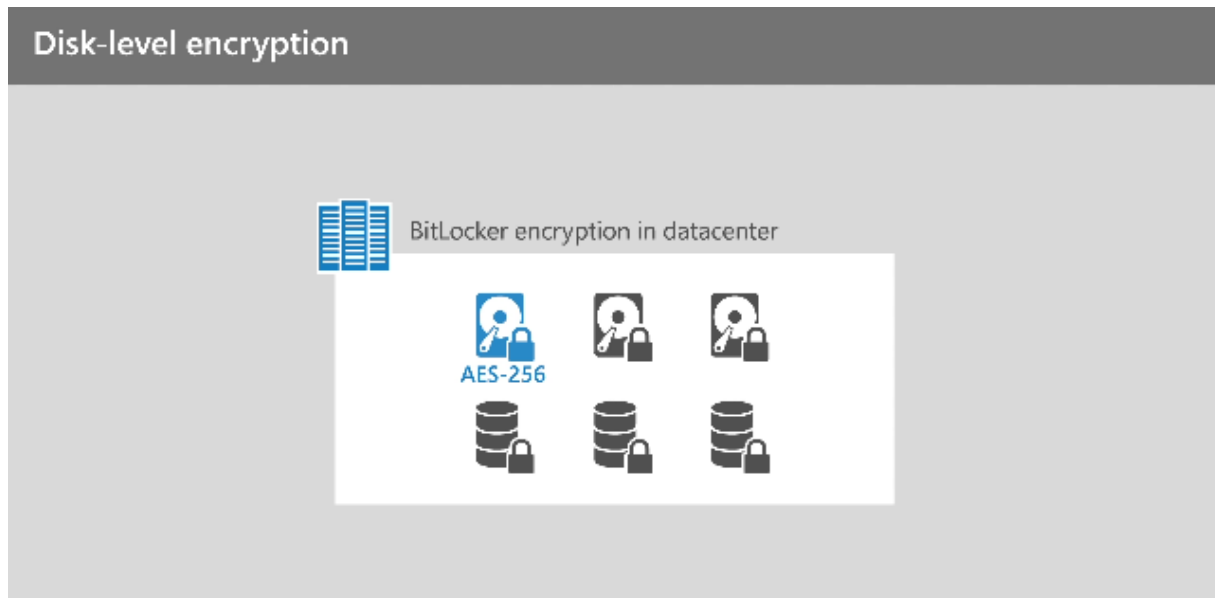 Disk-level encryption
BitLocker encryption in datacenter
AES-256